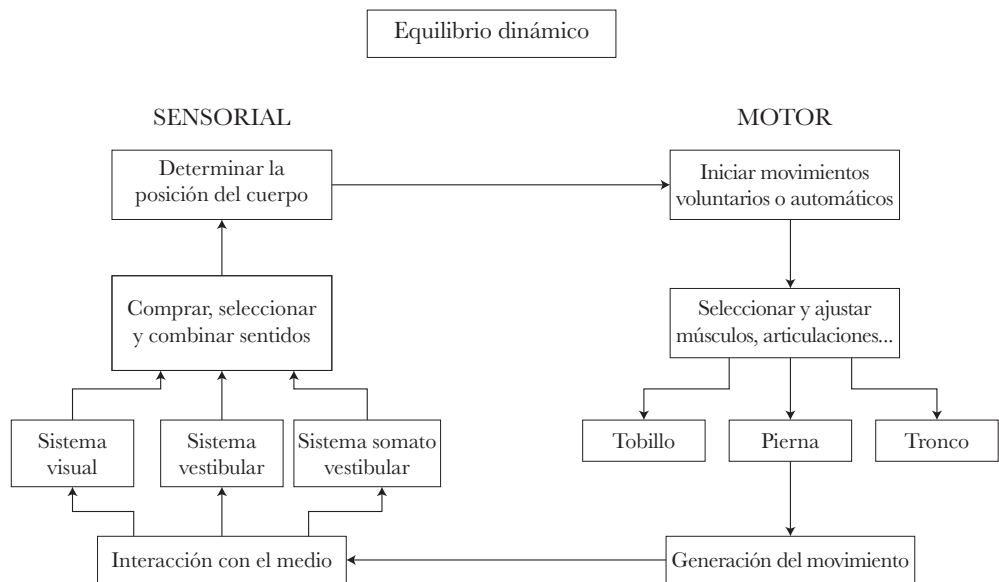 Equilibrio dinámico
SENSORIAL
MOTOR
Determinar la
posición del cuerpo
Iniciar movimientos
voluntarios o automáticos
Comprar, seleccionar
y combinar sentidos
Seleccionar y ajustar
músculos, articulaciones...
Sistema
visual
Sistema
vestibular
Sistema somato
vestibular
Tobillo
Pierna
Tronco
Interacción con el medio
Generación del movimiento